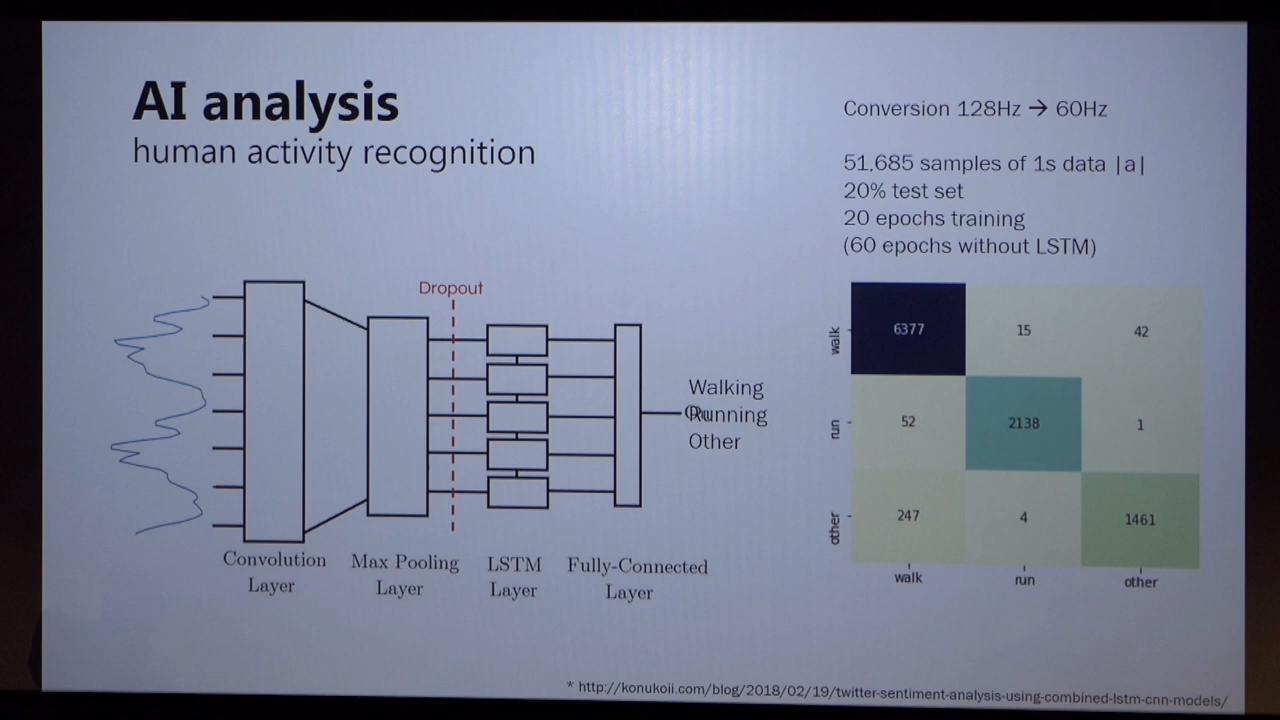 AI analysis
human activity recognition
Conversion 128Hz → 60Hz
51,685 samples of 1s data |a|
20% test set
20 epochs training
(60 epochs without LSTM)
Dropout
Walking
Running
Other
Convolution Layer
Max Pooling Layer
LSTM Layer
Fully-Connected Layer
walk 6377 15 42
run 52 2138 1
other 247 4 1461
walk run other
* http://konukoii.com/blog/2018/02/19/twitter-sentiment-analysis-using-combined-lstm-cnn-models/